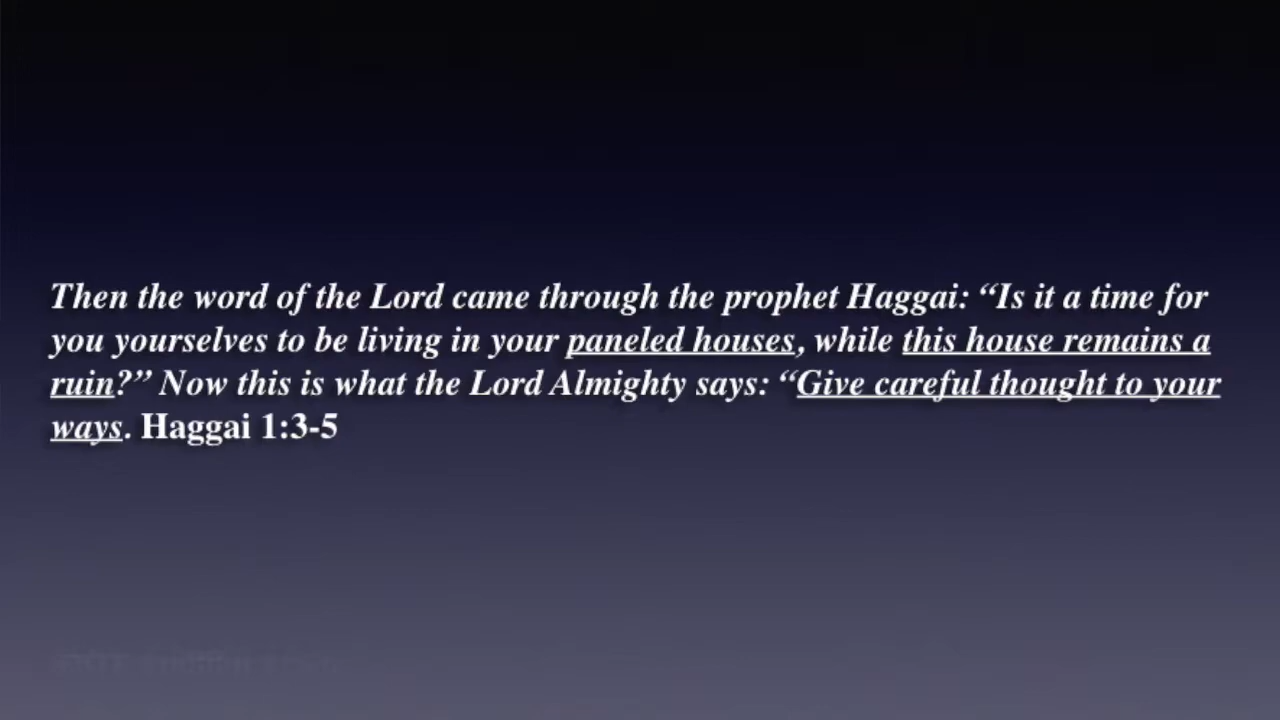 Then the word of the Lord came through the prophet Haggai: “Is it a time for
you yourselves to be living in your paneled houses, while this house remains a
ruin?” Now this is what the Lord Almighty says: “Give careful thought to your
ways. Haggai 1:3-5